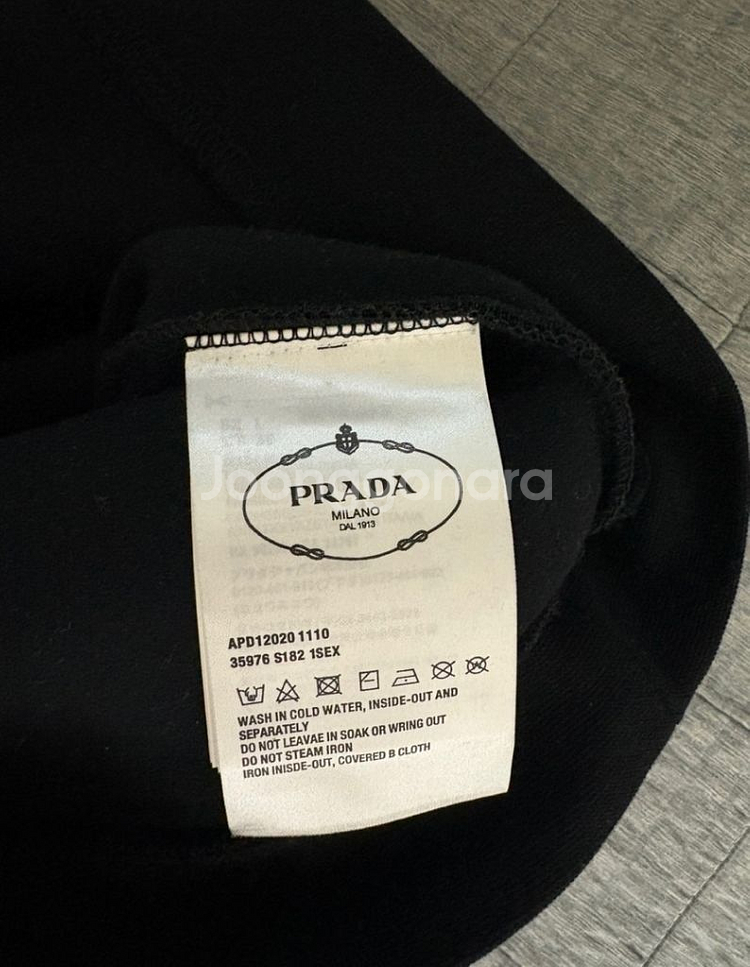 PRADA
MILANO
DAL 1913
Joonggonara
APD12020 1110
35976 S182 1SEX
WASH IN COLD WATER, INSIDE-OUT AND
SEPARATELY
DO NOT LEAVAE IN SOAK OR WRING OUT
DO NOT STEAM IRON
IRON INISDE-OUT, COVERED B CLOTH